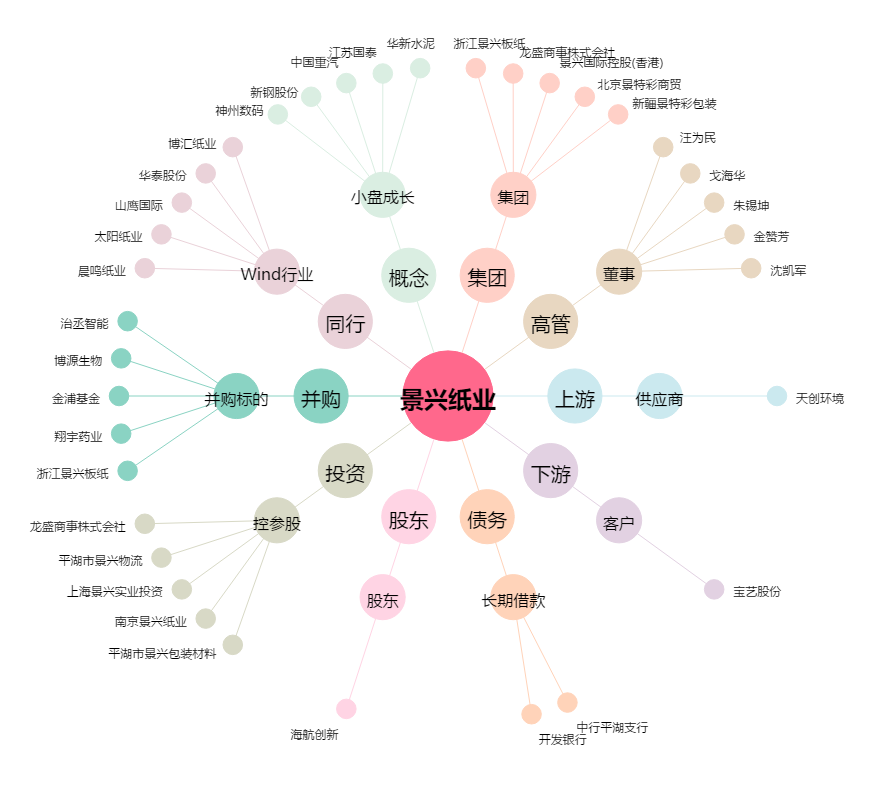 华新水泥
浙江景兴板纸
江苏国泰
龙盛商事株式会社
中国重汽
景兴国际控股(香港)
新钢股份
北京景特彩商贸
神州数码
新疆景特彩包装
博汇纸业
汪为民
华泰股份
戈海华
小盘成长
集团
山鹰国际
朱锡坤
太阳纸业
金赞芳
晨鸣纸业
Wind行业
概念
集团
董事
沈凯军
治丞智能
同行
高管
博源生物
金浦基金
并购标的
并购
景兴纸业
上游
供应商
天创环境
翔宇药业
浙江景兴板纸
投资
下游
龙盛商事株式会社
控参股
股东
债务
客户
平湖市景兴物流
上海景兴实业投资
宝艺股份
股东
长期借款
南京景兴纸业
平湖市景兴包装材料
海航创新
中行平湖支行
开发银行